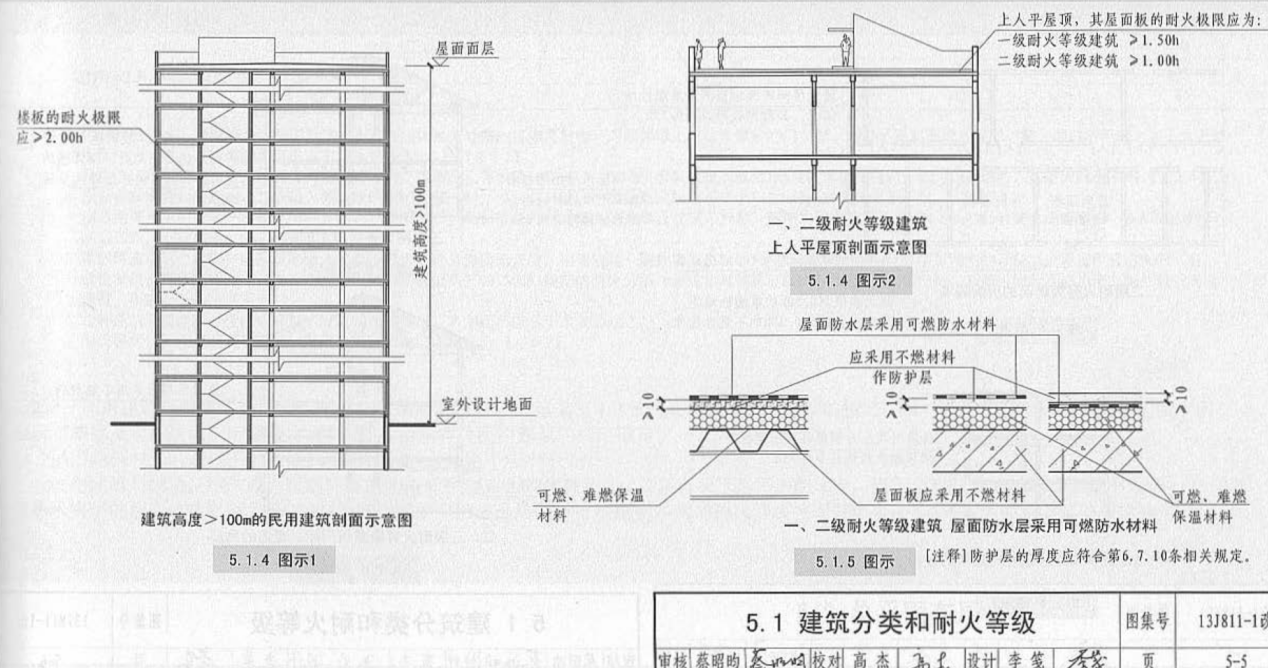 屋面面层
楼板的耐火极限
应≥2.00h
建筑高度>100m
室外设计地面
建筑高度>100m的民用建筑剖面示意图
5.1.4 图示1
上人平屋顶，其屋面板的耐火极限应为:
一级耐火等级建筑 ≥1.50h
二级耐火等级建筑 ≥1.00h
一、二级耐火等级建筑
上人平屋顶剖面示意图
5.1.4 图示2
屋面防水层采用可燃防水材料
应采用不燃材料
作防护层
≥10
≥10
≥10
可燃、难燃保温
材料
屋面板应采用不燃材料
可燃、难燃
保温材料
一、二级耐火等级建筑 屋面防水层采用可燃防水材料
5.1.5 图示
[注释]防护层的厚度应符合第6.7.10条相关规定。
5.1 建筑分类和耐火等级
图集号
13J811-1改
审核 蔡昭昀 校对 高杰 设计 李笔 页 5-5